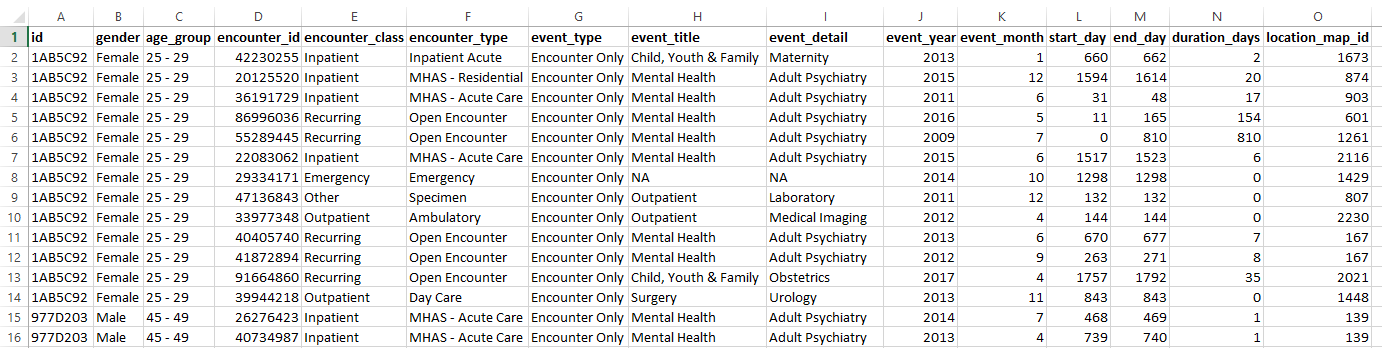 A B C D E F G H I J K L M N O
1 id gender age_group encounter_id encounter_class encounter_type event_type event_title event_detail event_year event_month start_day end_day duration_days location_map_id
2 1AB5C92 Female 25 - 29 42230255 Inpatient Inpatient Acute Encounter Only Child, Youth & Family Maternity 2013 1 660 662 2 1673
3 1AB5C92 Female 25 - 29 20125520 Inpatient MHAS - Residential Encounter Only Mental Health Adult Psychiatry 2015 12 1594 1614 20 874
4 1AB5C92 Female 25 - 29 36191729 Inpatient MHAS - Acute Care Encounter Only Mental Health Adult Psychiatry 2011 6 31 48 17 903
5 1AB5C92 Female 25 - 29 86996036 Recurring Open Encounter Encounter Only Mental Health Adult Psychiatry 2016 5 11 165 154 601
6 1AB5C92 Female 25 - 29 55289445 Recurring Open Encounter Encounter Only Mental Health Adult Psychiatry 2009 7 0 810 810 1261
7 1AB5C92 Female 25 - 29 22083062 Inpatient MHAS - Acute Care Encounter Only Mental Health Adult Psychiatry 2015 6 1517 1523 6 2116
8 1AB5C92 Female 25 - 29 29334171 Emergency Emergency Encounter Only NA NA 2014 10 1298 1298 0 1429
9 1AB5C92 Female 25 - 29 47136843 Other Specimen Encounter Only Outpatient Laboratory 2011 12 132 132 0 807
10 1AB5C92 Female 25 - 29 33977348 Outpatient Ambulatory Encounter Only Outpatient Medical Imaging 2012 4 144 144 0 2230
11 1AB5C92 Female 25 - 29 40405740 Recurring Open Encounter Encounter Only Mental Health Adult Psychiatry 2013 6 670 677 7 167
12 1AB5C92 Female 25 - 29 41872894 Recurring Open Encounter Encounter Only Mental Health Adult Psychiatry 2012 9 263 271 8 167
13 1AB5C92 Female 25 - 29 91664860 Recurring Open Encounter Encounter Only Child, Youth & Family Obstetrics 2017 4 1757 1792 35 2021
14 1AB5C92 Female 25 - 29 39944218 Outpatient Day Care Encounter Only Surgery Urology 2013 11 843 843 0 1448
15 977D203 Male 45 - 49 26276423 Inpatient MHAS - Acute Care Encounter Only Mental Health Adult Psychiatry 2014 7 468 469 1 139
16 977D203 Male 45 - 49 40734987 Inpatient MHAS - Acute Care Encounter Only Mental Health Adult Psychiatry 2013 4 739 740 1 139